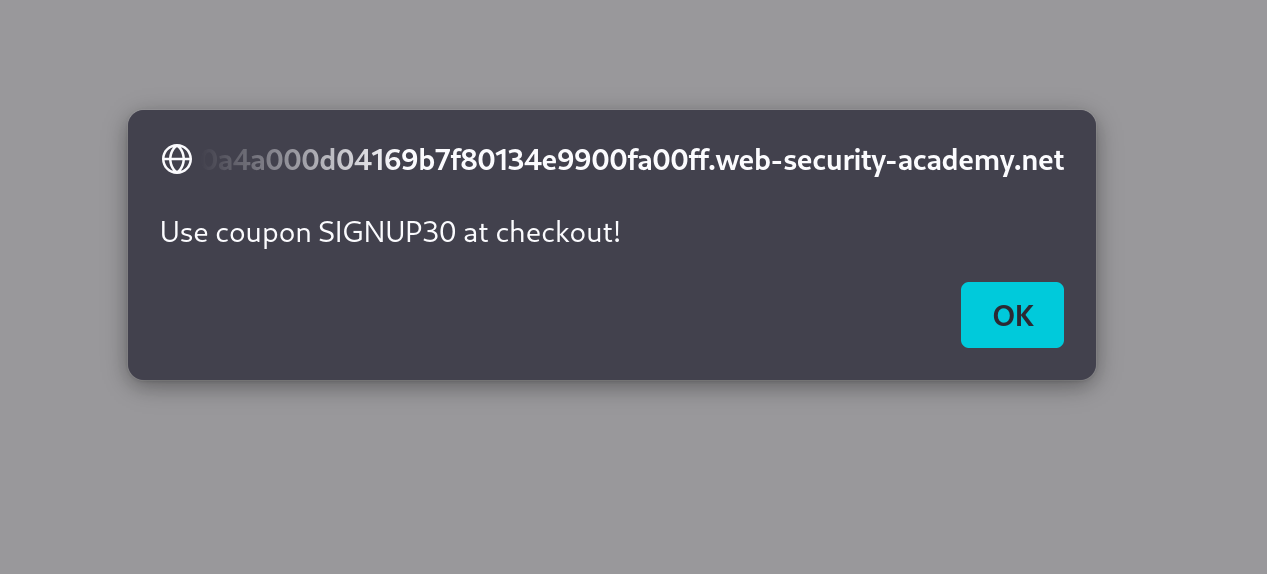 0a4a000d04169b7f80134e9900fa00ff.web-security-academy.net
Use coupon SIGNUP30 at checkout!
OK